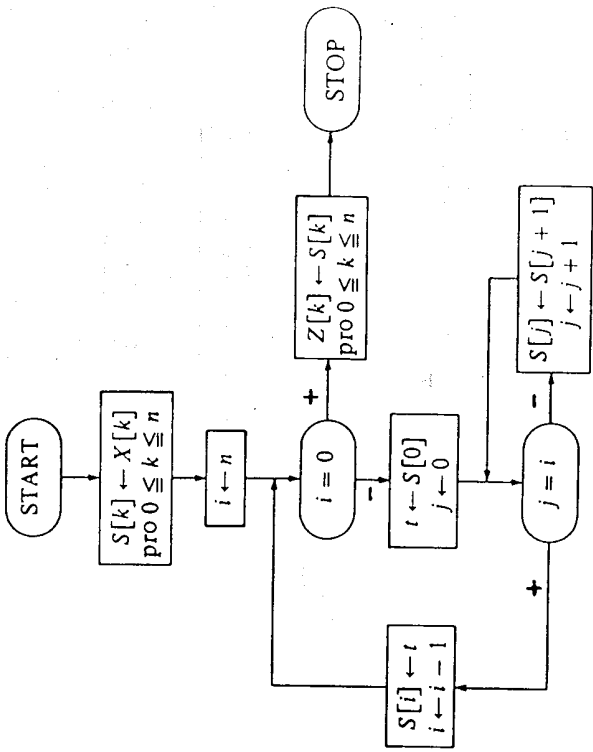 START
S[k] ← X[k]
pro 0 ≦ k ≦ n
i ← n
i = 0
+
−
Z[k] ← S[k]
pro 0 ≦ k ≦ n
STOP
t ← S[0]
j ← 0
j = i
+
−
S[j] ← S[j + 1]
j ← j + 1
S[i] ← t
i ← i − 1